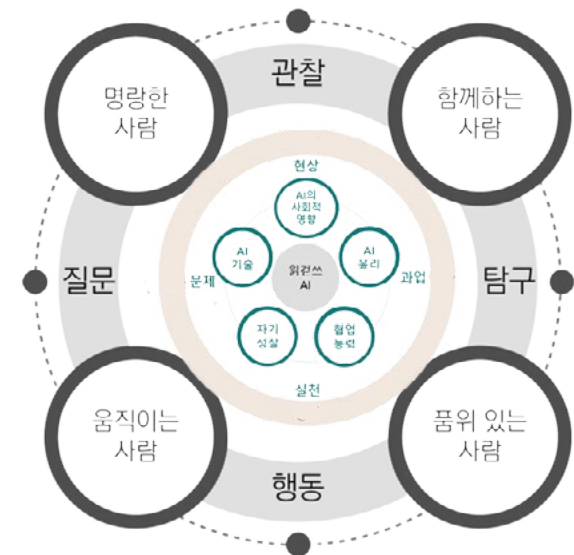 관찰
명랑한
사람
함께하는
사람
현상
AI의
사회적
영향
AI
기술
AI
윤리
문제
읽걷쓰
AI
과업
질문
탐구
자기
성찰
협업
능력
실천
움직이는
사람
품위 있는
사람
행동